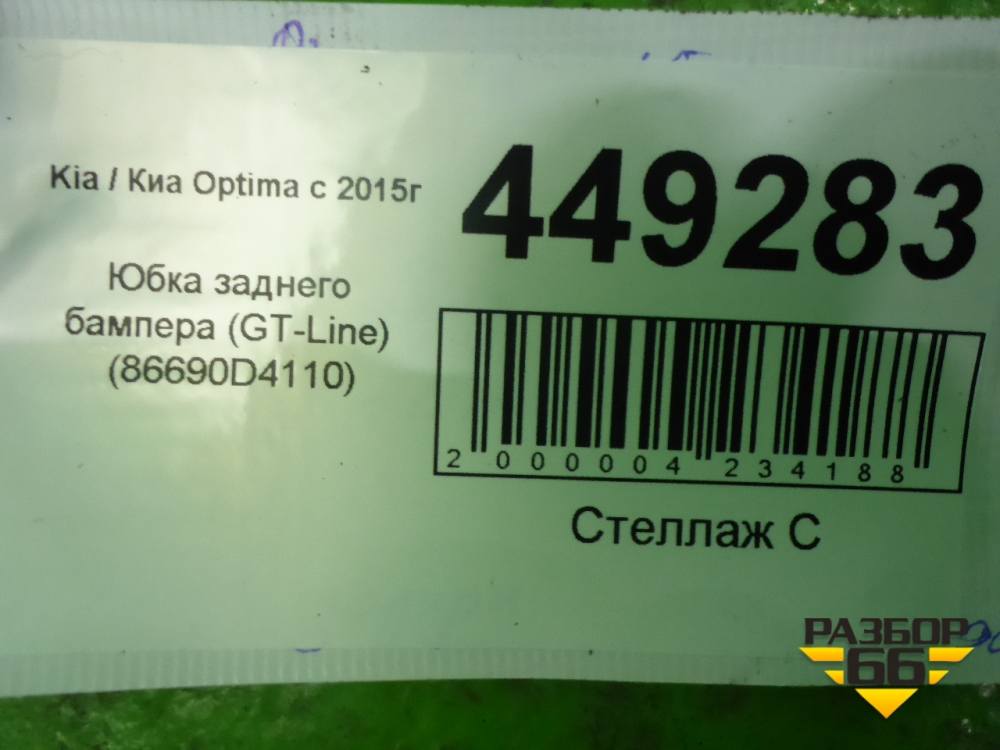 Kia / Киа Optima с 2015г
449283
Юбка заднего
бампера (GT-Line)
(86690D4110)
2 000004 234188
Стеллаж С
РАЗБОР
66